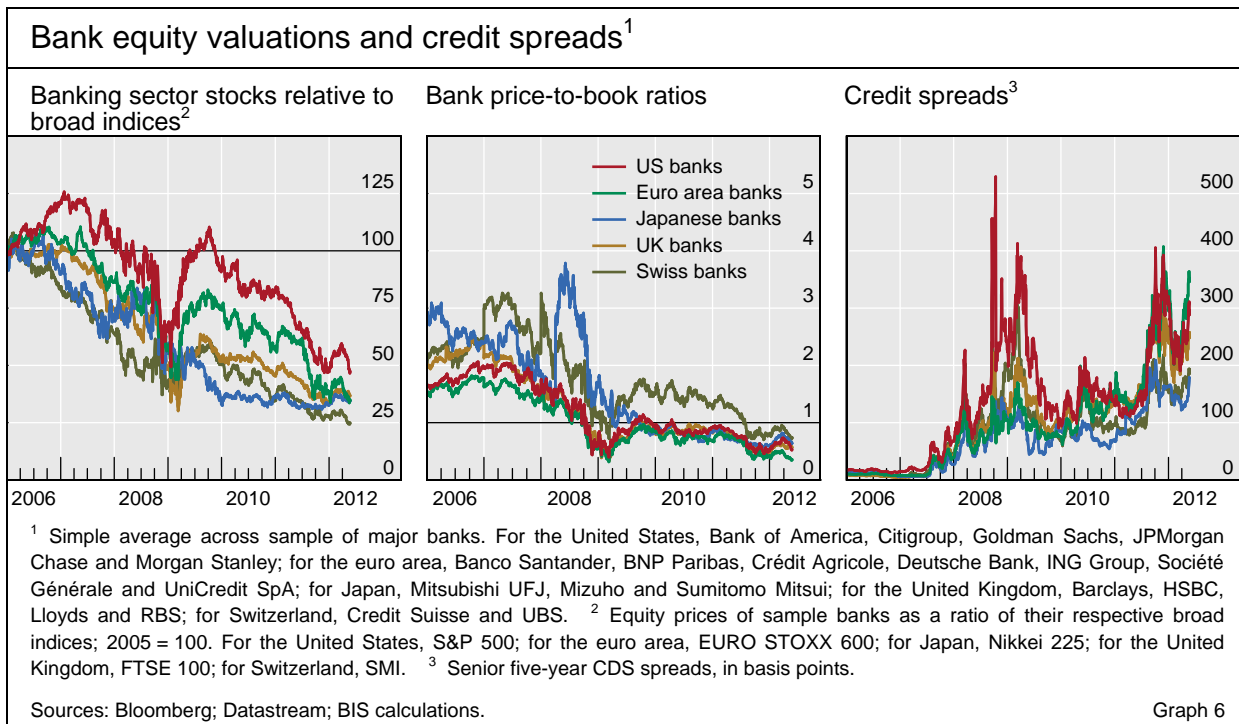 Bank equity valuations and credit spreads¹
Banking sector stocks relative to
broad indices²
125
100
75
50
25
0
2006 2008 2010 2012
Bank price-to-book ratios
US banks
Euro area banks
Japanese banks
UK banks
Swiss banks
5
4
3
2
1
0
2006 2008 2010 2012
Credit spreads³
500
400
300
200
100
0
2006 2008 2010 2012
¹ Simple average across sample of major banks. For the United States, Bank of America, Citigroup, Goldman Sachs, JPMorgan
Chase and Morgan Stanley; for the euro area, Banco Santander, BNP Paribas, Crédit Agricole, Deutsche Bank, ING Group, Société
Générale and UniCredit SpA; for Japan, Mitsubishi UFJ, Mizuho and Sumitomo Mitsui; for the United Kingdom, Barclays, HSBC,
Lloyds and RBS; for Switzerland, Credit Suisse and UBS. ² Equity prices of sample banks as a ratio of their respective broad
indices; 2005 = 100. For the United States, S&P 500; for the euro area, EURO STOXX 600; for Japan, Nikkei 225; for the United
Kingdom, FTSE 100; for Switzerland, SMI. ³ Senior five-year CDS spreads, in basis points.
Sources: Bloomberg; Datastream; BIS calculations. Graph 6